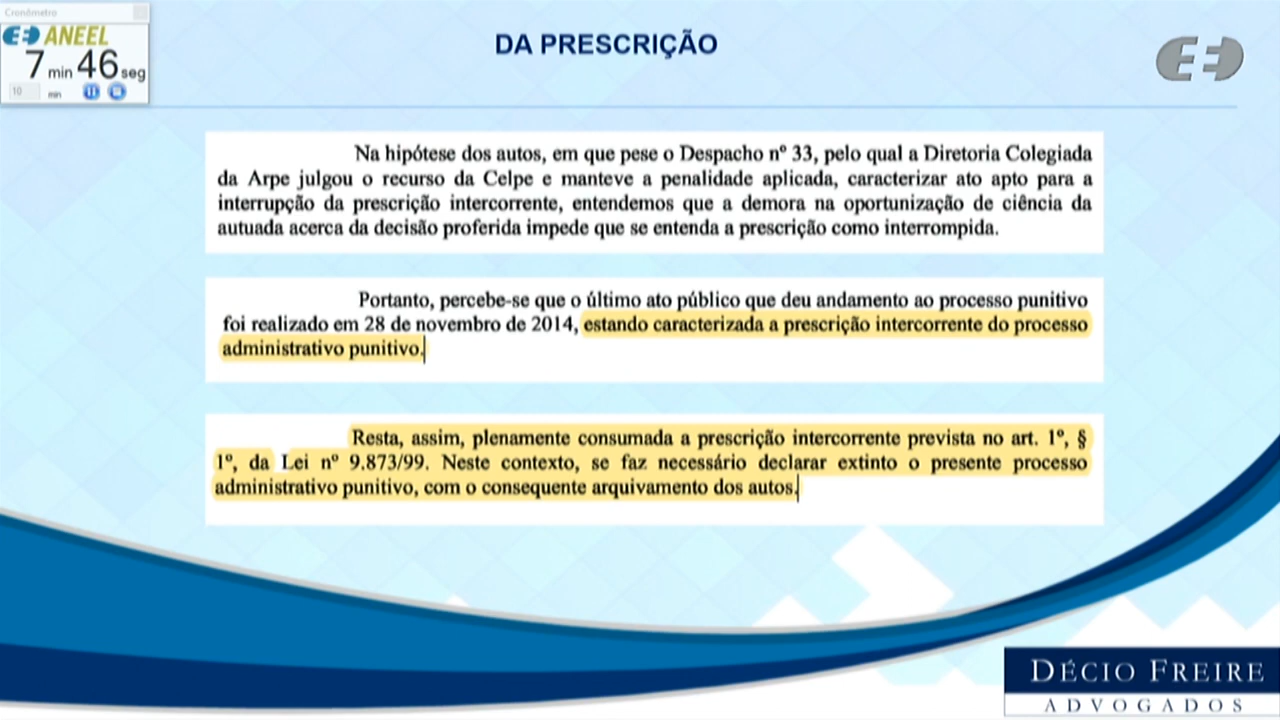 Cronômetro
ANEEL
7 min 46 seg
10 min
DA PRESCRIÇÃO
Na hipótese dos autos, em que pese o Despacho nº 33, pelo qual a Diretoria Colegiada
da Arpe julgou o recurso da Celpe e manteve a penalidade aplicada, caracterizar ato apto para a
interrupção da prescrição intercorrente, entendemos que a demora na oportunização de ciência da
autuada acerca da decisão proferida impede que se entenda a prescrição como interrompida.
Portanto, percebe-se que o último ato público que deu andamento ao processo punitivo
foi realizado em 28 de novembro de 2014, estando caracterizada a prescrição intercorrente do processo
administrativo punitivo.
Resta, assim, plenamente consumada a prescrição intercorrente prevista no art. 1º, §
1º, da Lei nº 9.873/99. Neste contexto, se faz necessário declarar extinto o presente processo
administrativo punitivo, com o consequente arquivamento dos autos.
DÉCIO FREIRE
ADVOGADOS